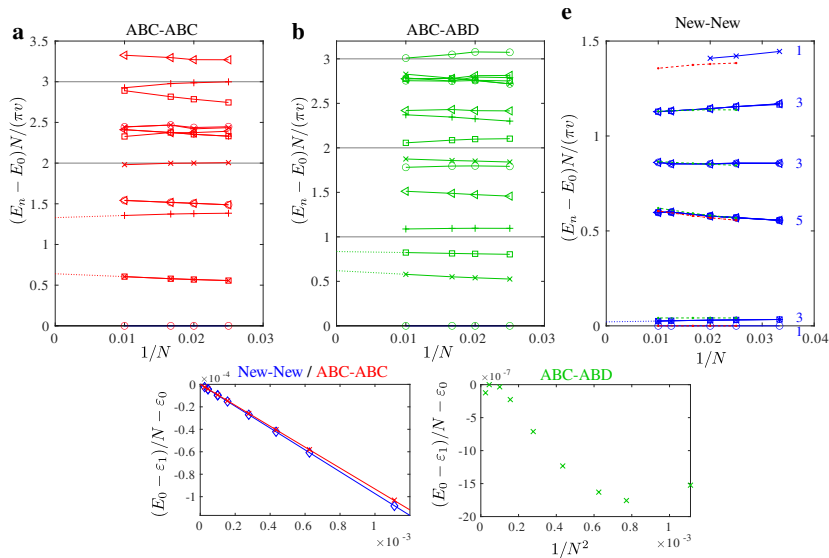 a ABC-ABC
(E_n − E_0)N/(πv)
3.5
3
2.5
2
1.5
1
0.5
0
0 0.01 0.02 0.03
1/N
b ABC-ABD
(E_n − E_0)N/(πv)
3
2.5
2
1.5
1
0.5
0
0 0.01 0.02 0.03
1/N
e New-New
(E_n − E_0)N/(πv)
1.5
1
0.5
0
0 0.01 0.02 0.03 0.04
1/N
1
3
3
5
3
1
New-New / ABC-ABC
×10^-4
(E_0 − ε_1)/N − ε_0
-0
-0.2
-0.4
-0.6
-0.8
-1
0 0.2 0.4 0.6 0.8 1
×10^-3
ABC-ABD
×10^-7
(E_0 − ε_1)/N − ε_0
0
-5
-10
-15
-20
0 0.2 0.4 0.6 0.8 1
1/N^2
×10^-3